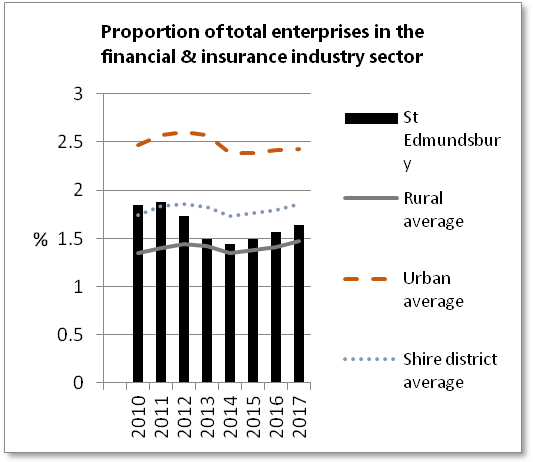 Proportion of total enterprises in the
financial & insurance industry sector
3
2.5
2
1.5
1
0.5
0
%
2010
2011
2012
2013
2014
2015
2016
2017
St
Edmundsbur
y
Rural
average
Urban
average
Shire district
average